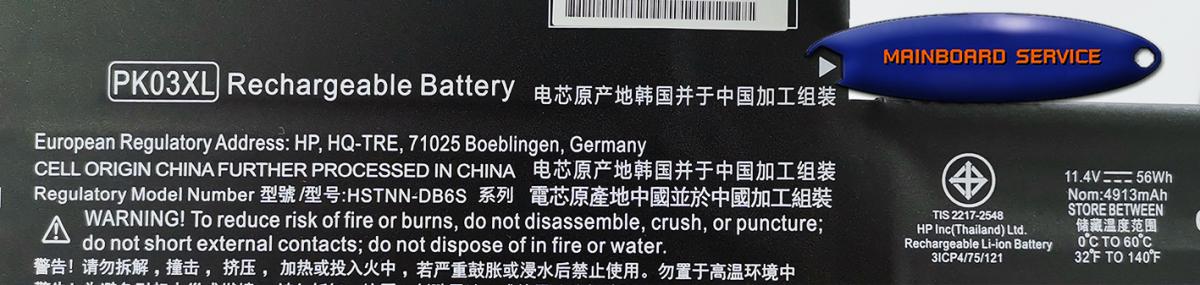 PK03XL Rechargeable Battery 电芯原产地韩国并于中国加工组装
European Regulatory Address: HP, HQ-TRE, 71025 Boeblingen, Germany
CELL ORIGIN CHINA FURTHER PROCESSED IN CHINA 电芯原产地韩国并于中国加工组装
Regulatory Model Number 型號/型号:HSTNN-DB6S 系列 電芯原產地中國並於中國加工組裝
WARNING! To reduce risk of fire or burns, do not disassemble, crush, or puncture;
do not short external contacts; do not dispose of in fire or water.
警告! 请勿拆解，撞击，挤压，加热或投入火中，若严重鼓胀或浸水后禁止使用。勿置于高温环境中
MAINBOARD SERVICE
TIS 2217-2548
HP Inc(Thailand) Ltd.
Rechargeable Li-ion Battery
3ICP4/75/121
11.4V 56Wh
Nom:4913mAh
STORE BETWEEN
储藏温度范围
0°C TO 60°C
32°F TO 140°F